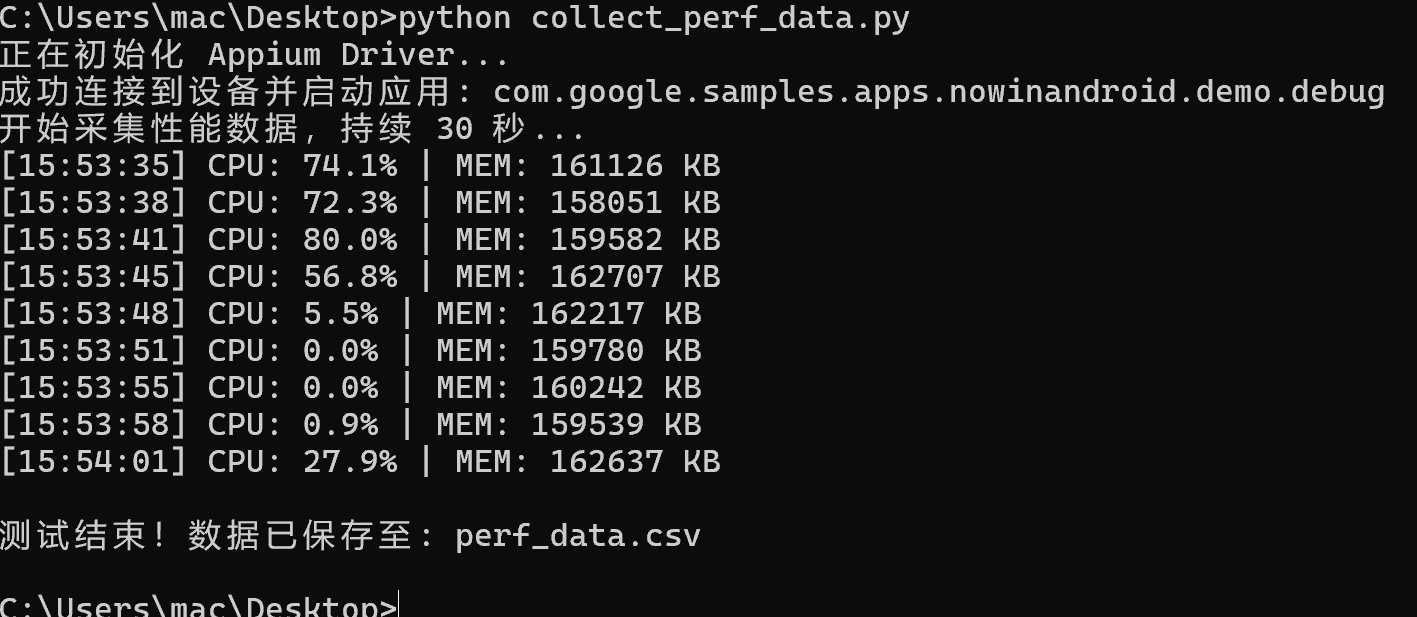 C:\Users\mac\Desktop>python collect_perf_data.py
正在初始化 Appium Driver...
成功连接到设备并启动应用: com.google.samples.apps.nowinandroid.demo.debug
开始采集性能数据, 持续 30 秒...
[15:53:35] CPU: 74.1% | MEM: 161126 KB
[15:53:38] CPU: 72.3% | MEM: 158051 KB
[15:53:41] CPU: 80.0% | MEM: 159582 KB
[15:53:45] CPU: 56.8% | MEM: 162707 KB
[15:53:48] CPU: 5.5% | MEM: 162217 KB
[15:53:51] CPU: 0.0% | MEM: 159780 KB
[15:53:55] CPU: 0.0% | MEM: 160242 KB
[15:53:58] CPU: 0.9% | MEM: 159539 KB
[15:54:01] CPU: 27.9% | MEM: 162637 KB
测试结束! 数据已保存至: perf_data.csv
C:\Users\mac\Desktop>